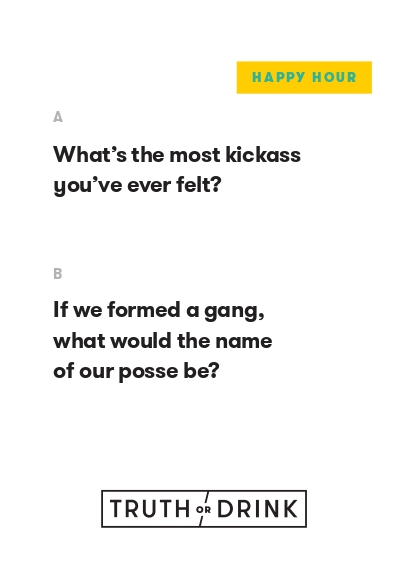 HAPPY HOUR
A
What's the most kickass
you've ever felt?
B
If we formed a gang,
what would the name
of our posse be?
TRUTH OR DRINK